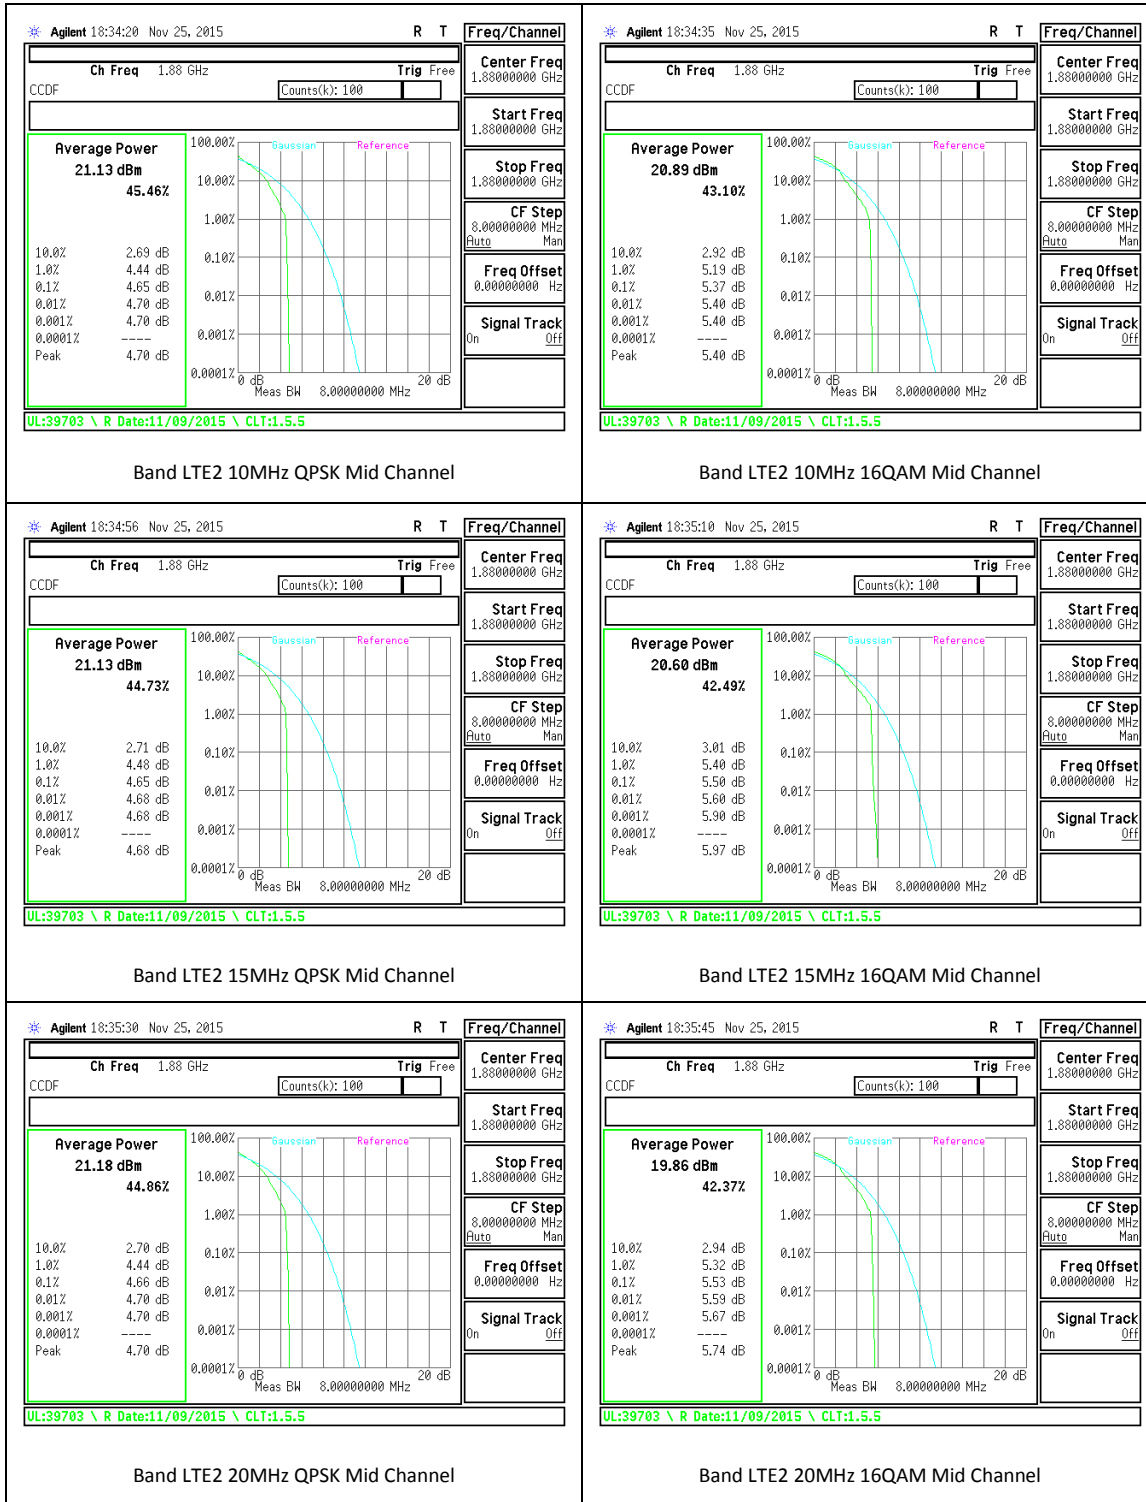 Agilent 18:34:20 Nov 25, 2015 R T
Freq/Channel
Ch Freq 1.88 GHz Trig Free
CCDF Counts(k): 100
Average Power
21.13 dBm
45.46%
10.0% 2.69 dB
1.0% 4.44 dB
0.1% 4.65 dB
0.01% 4.70 dB
0.001% 4.70 dB
0.0001% ----
Peak 4.70 dB
Gaussian Reference
100.00%
10.00%
1.00%
0.10%
0.01%
0.001%
0.0001%
0 dB 20 dB
Meas BW 8.00000000 MHz
Center Freq
1.88000000 GHz
Start Freq
1.88000000 GHz
Stop Freq
1.88000000 GHz
CF Step
8.00000000 MHz
Auto Man
Freq Offset
0.00000000 Hz
Signal Track
On Off
UL:39703 \ R Date:11/09/2015 \ CLT:1.5.5
Band LTE2 10MHz QPSK Mid Channel
Agilent 18:34:35 Nov 25, 2015 R T
Freq/Channel
Ch Freq 1.88 GHz Trig Free
CCDF Counts(k): 100
Average Power
20.89 dBm
43.10%
10.0% 2.92 dB
1.0% 5.19 dB
0.1% 5.37 dB
0.01% 5.40 dB
0.001% 5.40 dB
0.0001% ----
Peak 5.40 dB
Gaussian Reference
100.00%
10.00%
1.00%
0.10%
0.01%
0.001%
0.0001%
0 dB 20 dB
Meas BW 8.00000000 MHz
Center Freq
1.88000000 GHz
Start Freq
1.88000000 GHz
Stop Freq
1.88000000 GHz
CF Step
8.00000000 MHz
Auto Man
Freq Offset
0.00000000 Hz
Signal Track
On Off
UL:39703 \ R Date:11/09/2015 \ CLT:1.5.5
Band LTE2 10MHz 16QAM Mid Channel
Agilent 18:34:56 Nov 25, 2015 R T
Freq/Channel
Ch Freq 1.88 GHz Trig Free
CCDF Counts(k): 100
Average Power
21.13 dBm
44.73%
10.0% 2.71 dB
1.0% 4.48 dB
0.1% 4.65 dB
0.01% 4.68 dB
0.001% 4.68 dB
0.0001% ----
Peak 4.68 dB
Gaussian Reference
100.00%
10.00%
1.00%
0.10%
0.01%
0.001%
0.0001%
0 dB 20 dB
Meas BW 8.00000000 MHz
Center Freq
1.88000000 GHz
Start Freq
1.88000000 GHz
Stop Freq
1.88000000 GHz
CF Step
8.00000000 MHz
Auto Man
Freq Offset
0.00000000 Hz
Signal Track
On Off
UL:39703 \ R Date:11/09/2015 \ CLT:1.5.5
Band LTE2 15MHz QPSK Mid Channel
Agilent 18:35:10 Nov 25, 2015 R T
Freq/Channel
Ch Freq 1.88 GHz Trig Free
CCDF Counts(k): 100
Average Power
20.60 dBm
42.49%
10.0% 3.01 dB
1.0% 5.40 dB
0.1% 5.50 dB
0.01% 5.60 dB
0.001% 5.90 dB
0.0001% ----
Peak 5.97 dB
Gaussian Reference
100.00%
10.00%
1.00%
0.10%
0.01%
0.001%
0.0001%
0 dB 20 dB
Meas BW 8.00000000 MHz
Center Freq
1.88000000 GHz
Start Freq
1.88000000 GHz
Stop Freq
1.88000000 GHz
CF Step
8.00000000 MHz
Auto Man
Freq Offset
0.00000000 Hz
Signal Track
On Off
UL:39703 \ R Date:11/09/2015 \ CLT:1.5.5
Band LTE2 15MHz 16QAM Mid Channel
Agilent 18:35:30 Nov 25, 2015 R T
Freq/Channel
Ch Freq 1.88 GHz Trig Free
CCDF Counts(k): 100
Average Power
21.18 dBm
44.86%
10.0% 2.70 dB
1.0% 4.44 dB
0.1% 4.66 dB
0.01% 4.70 dB
0.001% 4.70 dB
0.0001% ----
Peak 4.70 dB
Gaussian Reference
100.00%
10.00%
1.00%
0.10%
0.01%
0.001%
0.0001%
0 dB 20 dB
Meas BW 8.00000000 MHz
Center Freq
1.88000000 GHz
Start Freq
1.88000000 GHz
Stop Freq
1.88000000 GHz
CF Step
8.00000000 MHz
Auto Man
Freq Offset
0.00000000 Hz
Signal Track
On Off
UL:39703 \ R Date:11/09/2015 \ CLT:1.5.5
Band LTE2 20MHz QPSK Mid Channel
Agilent 18:35:45 Nov 25, 2015 R T
Freq/Channel
Ch Freq 1.88 GHz Trig Free
CCDF Counts(k): 100
Average Power
19.86 dBm
42.37%
10.0% 2.94 dB
1.0% 5.32 dB
0.1% 5.53 dB
0.01% 5.59 dB
0.001% 5.67 dB
0.0001% ----
Peak 5.74 dB
Gaussian Reference
100.00%
10.00%
1.00%
0.10%
0.01%
0.001%
0.0001%
0 dB 20 dB
Meas BW 8.00000000 MHz
Center Freq
1.88000000 GHz
Start Freq
1.88000000 GHz
Stop Freq
1.88000000 GHz
CF Step
8.00000000 MHz
Auto Man
Freq Offset
0.00000000 Hz
Signal Track
On Off
UL:39703 \ R Date:11/09/2015 \ CLT:1.5.5
Band LTE2 20MHz 16QAM Mid Channel